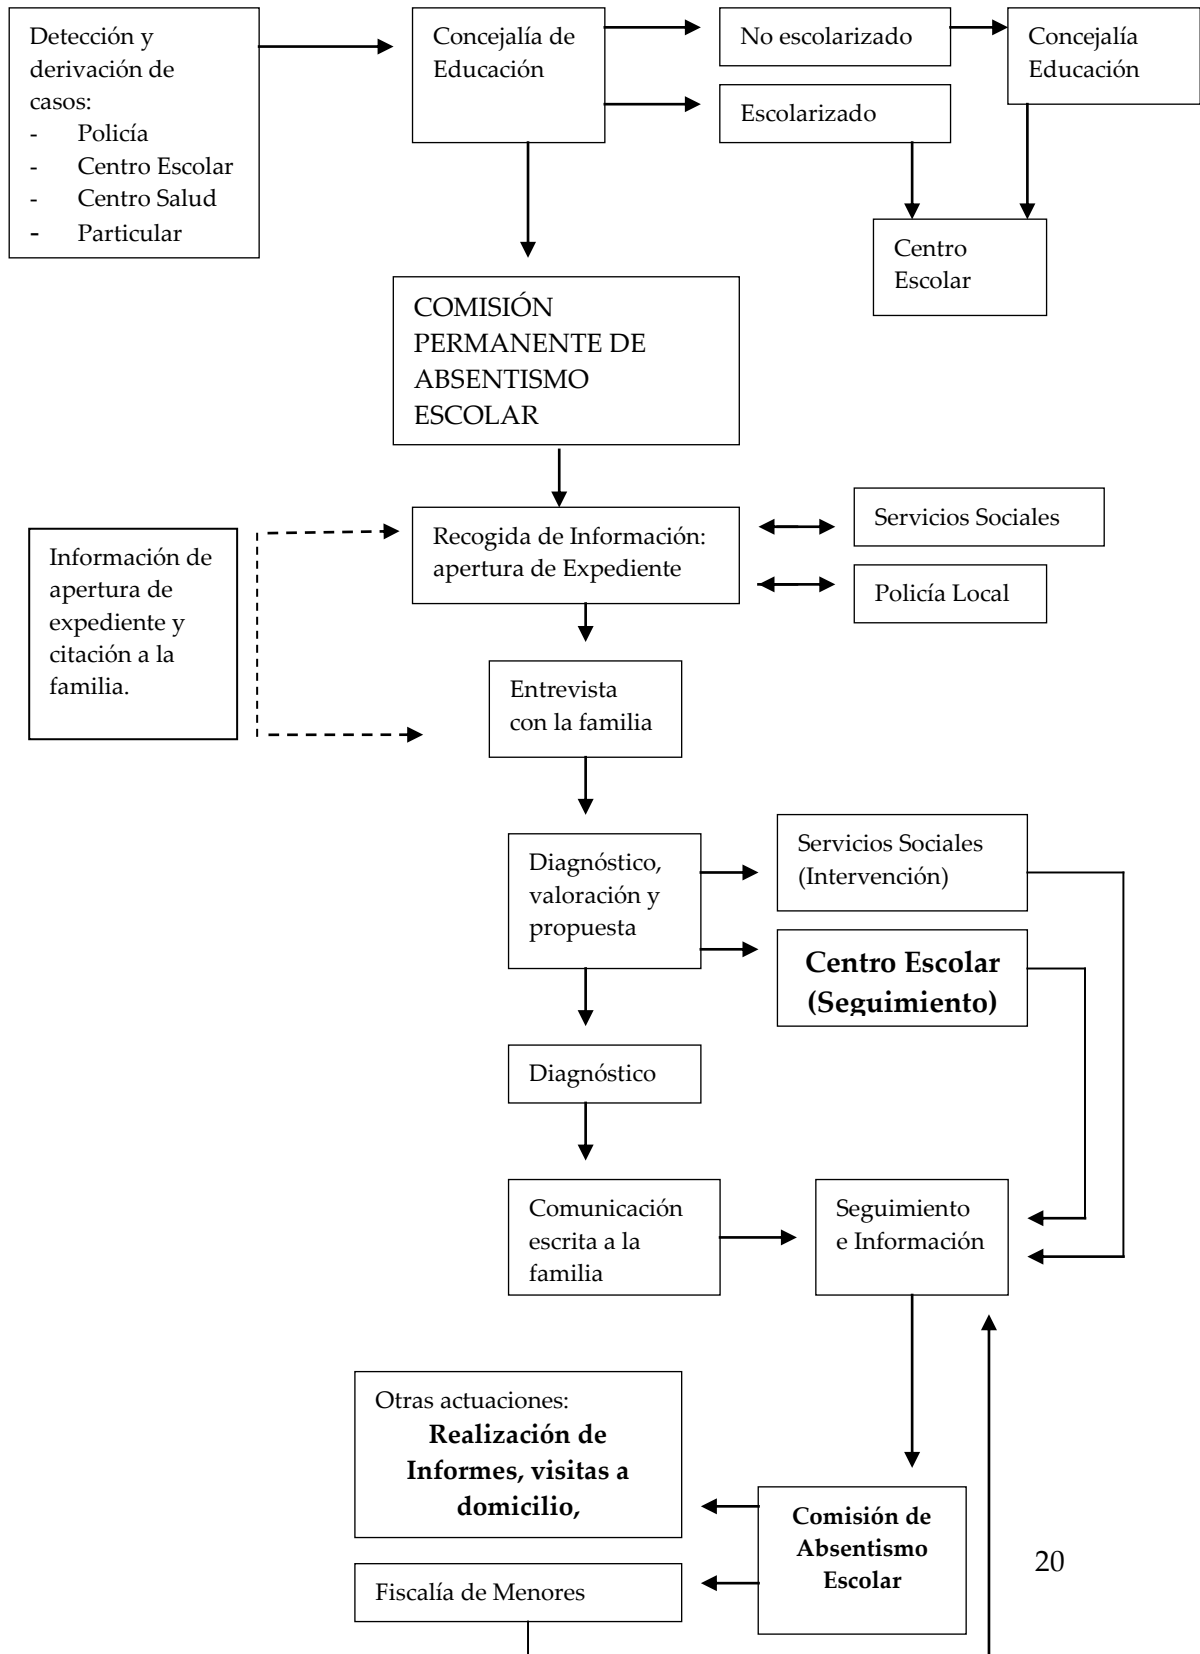 Detección y
derivación de
casos:
- Policía
- Centro Escolar
- Centro Salud
- Particular
Concejalía de
Educación
No escolarizado
Escolarizado
Concejalía
Educación
Centro
Escolar
COMISIÓN
PERMANENTE DE
ABSENTISMO
ESCOLAR
Información de
apertura de
expediente y
citación a la
familia.
Recogida de Información:
apertura de Expediente
Servicios Sociales
Policía Local
Entrevista
con la familia
Diagnóstico,
valoración y
propuesta
Servicios Sociales
(Intervención)
Centro Escolar
(Seguimiento)
Diagnóstico
Comunicación
escrita a la
familia
Seguimiento
e Información
Otras actuaciones:
Realización de
Informes, visitas a
domicilio,
Comisión de
Absentismo
Escolar
Fiscalía de Menores
20